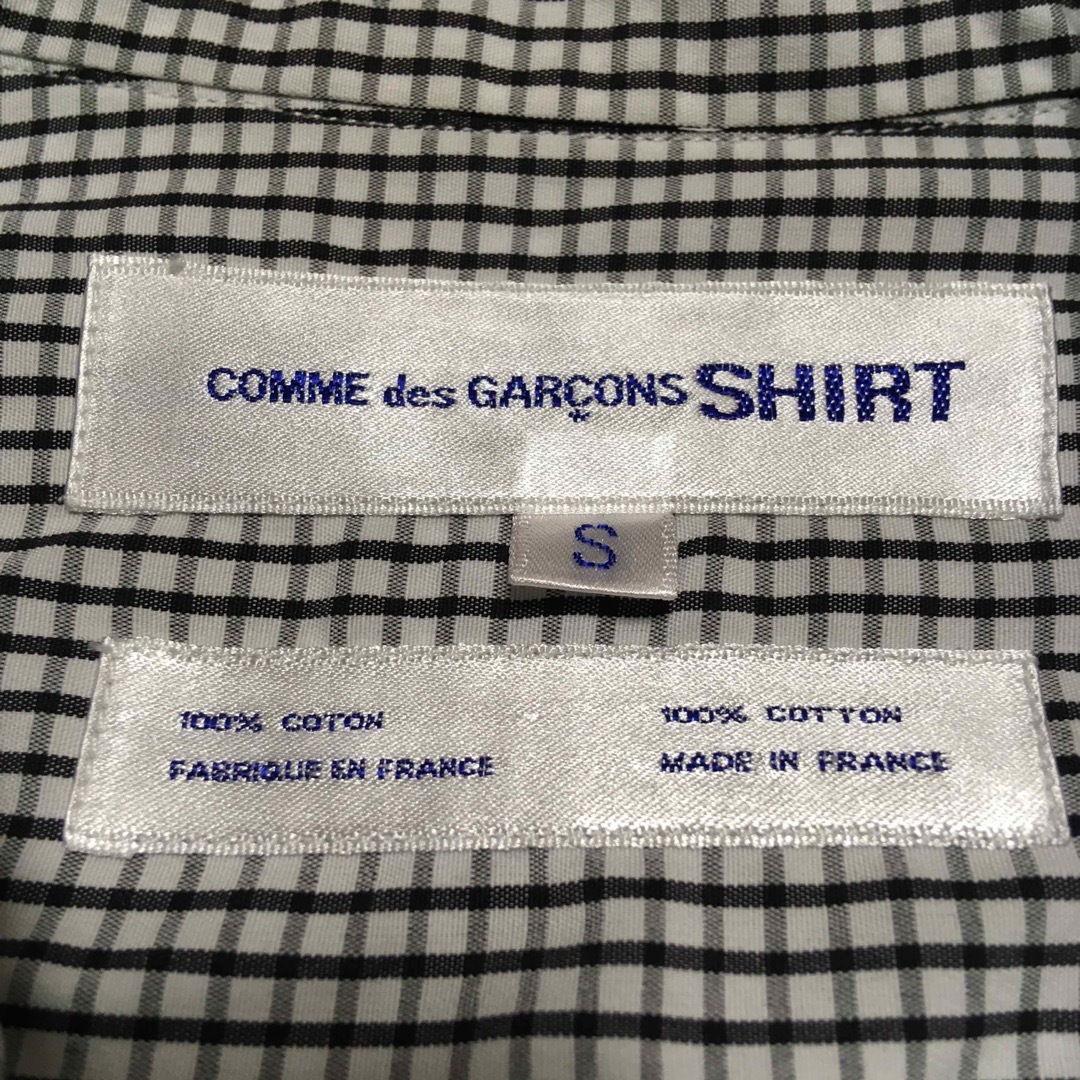 COMME des GARÇONS SHIRT
S
100% COTON
FABRIQUE EN FRANCE
100% COTTON
MADE IN FRANCE